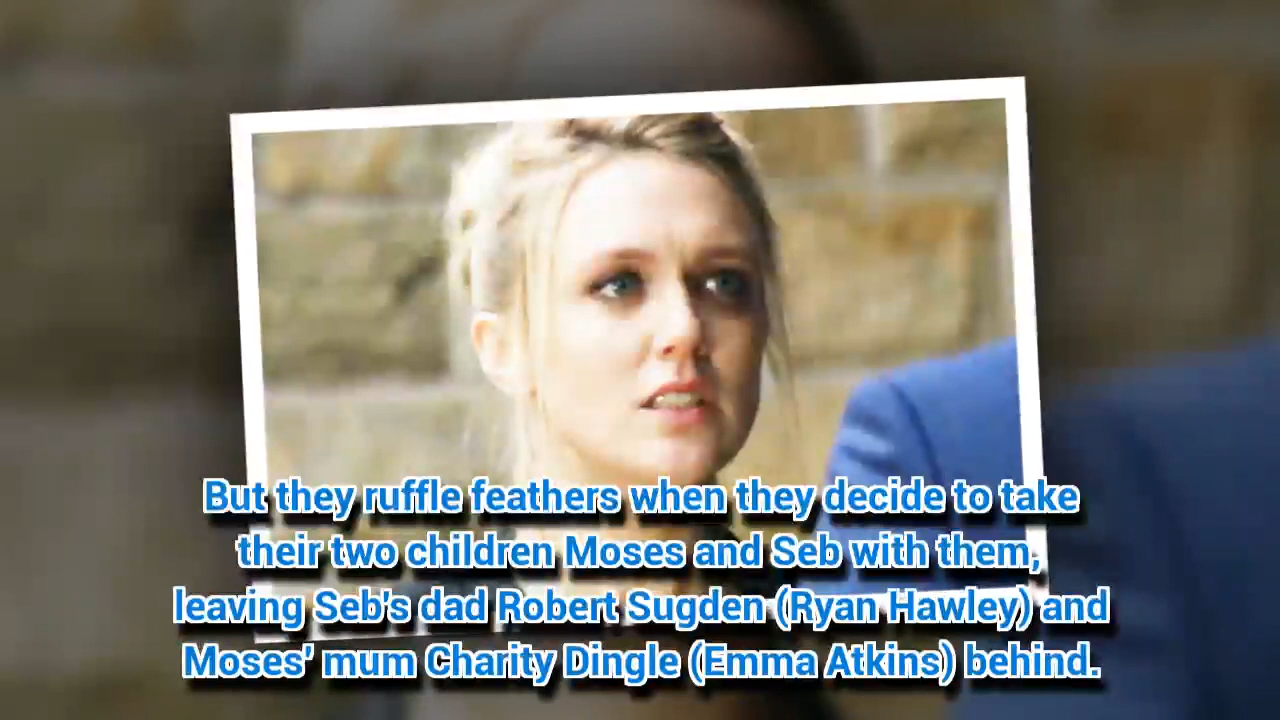 But they ruffle feathers when they decide to take
their two children Moses and Seb with them,
leaving Seb's dad Robert Sugden (Ryan Hawley) and
Moses' mum Charity Dingle (Emma Atkins) behind.